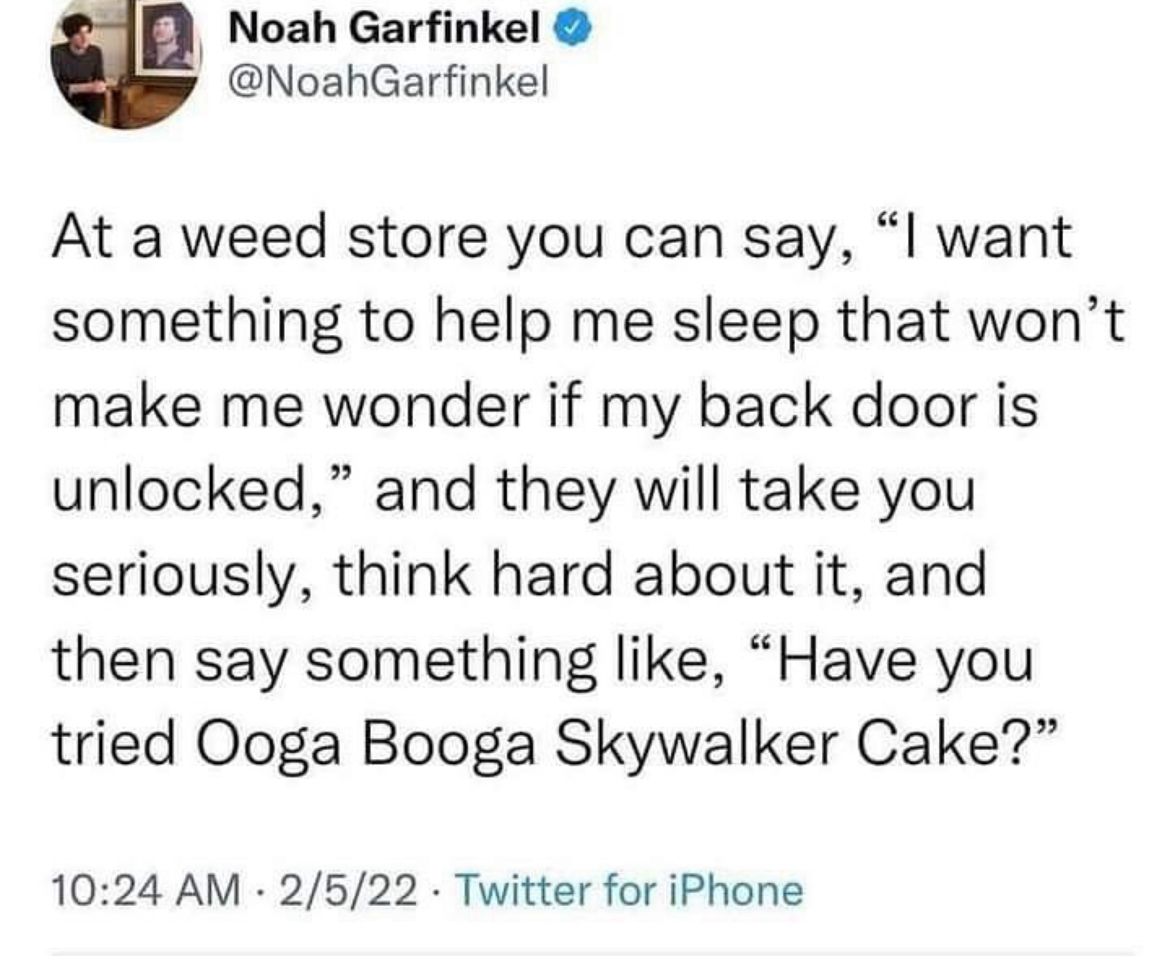 Noah Garfinkel
@NoahGarfinkel
At a weed store you can say, “I want
something to help me sleep that won’t
make me wonder if my back door is
unlocked,” and they will take you
seriously, think hard about it, and
then say something like, “Have you
tried Ooga Booga Skywalker Cake?”
10:24 AM · 2/5/22 · Twitter for iPhone